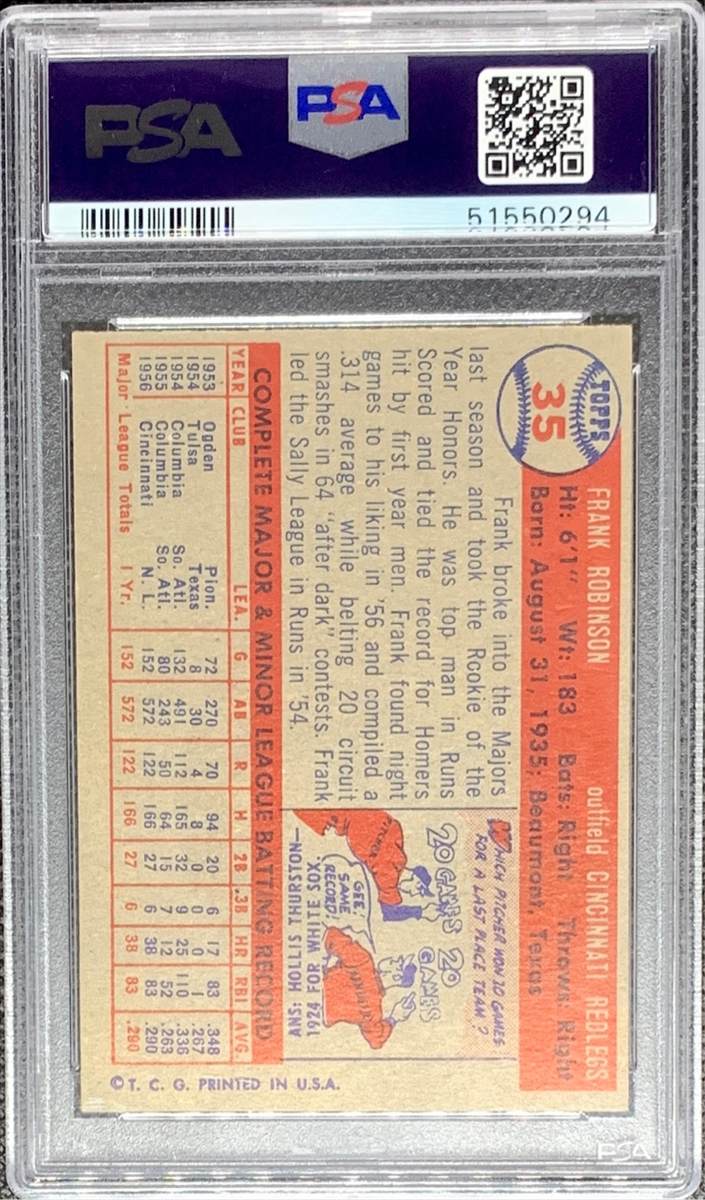 PSA
PSA
51550294
TOPPS
35
FRANK ROBINSON
outfield CINCINNATI REDLEGS
Ht: 6'1" Wt: 183 Bats: Right Throws: Right
Born: August 31, 1935; Beaumont, Texas
Frank broke into the Majors
last season and took the Rookie of the
Year Honors. He was top man in Runs
Scored and tied the record for Homers
hit by first year men. Frank found night
games to his liking in '56 and compiled a
.314 average while belting 20 circuit
smashes in 64 "after dark" contests. Frank
led the Sally League in Runs in '54.
WHICH PITCHER WON 20 GAMES
FOR A LAST PLACE TEAM?
20 GAMES
20 GAMES
PITCHER
GEE!
SAME
RECORD!
ANS: HOLLIS THURSTON—
1924 FOR WHITE SOX
COMPLETE MAJOR & MINOR LEAGUE BATTING RECORD
YEAR CLUB LEA. G AB R H 2B 3B HR RBI AVG.
1953 Ogden Pion. 72 270 70 94 20 6 17 83 .348
1954 Tulsa Texas 8 30 4 8 0 0 0 1 .267
1954 Columbia So. Atl. 132 491 112 165 32 9 25 110 .336
1955 Columbia So. Atl. 80 243 50 64 15 7 12 52 .263
1956 Cincinnati N. L. 152 572 122 166 27 6 38 83 .290
Major League Totals 1 Yr. 152 572 122 166 27 6 38 83 .290
© T. C. G. PRINTED IN U.S.A.
PSA